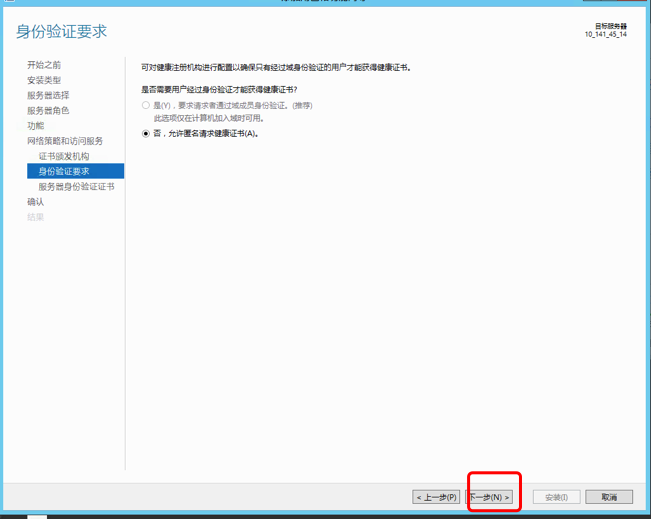 身份验证要求
目标服务器
10_141_45_14
开始之前
安装类型
服务器选择
服务器角色
功能
网络策略和访问服务
证书颁发机构
身份验证要求
服务器身份验证证书
确认
结果
可对健康注册机构进行配置以确保只有经过域身份验证的用户才能获得健康证书。
是否需要用户经过身份验证才能获得健康证书?
是(Y)，要求请求者通过域成员身份验证。(推荐)
此选项仅在计算机加入域时可用。
否，允许匿名请求健康证书(A)。
< 上一步(P) 下一步(N) > 安装(I) 取消